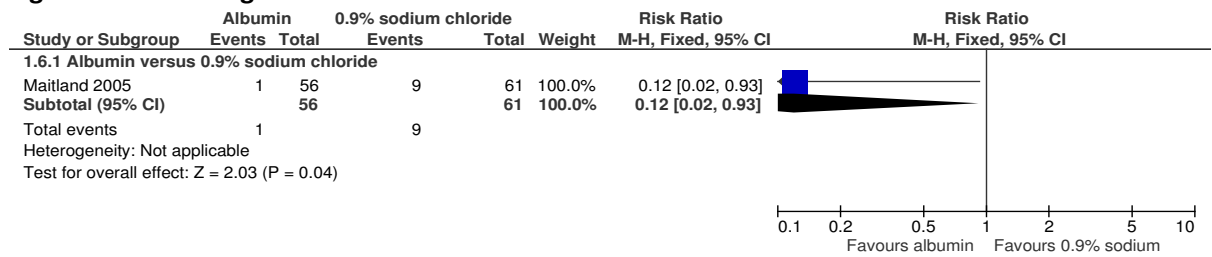 Albumin 0.9% sodium chloride Risk Ratio Risk Ratio
Study or Subgroup Events Total Events Total Weight M-H, Fixed, 95% CI M-H, Fixed, 95% CI
1.6.1 Albumin versus 0.9% sodium chloride
Maitland 2005 1 56 9 61 100.0% 0.12 [0.02, 0.93]
Subtotal (95% CI) 56 61 100.0% 0.12 [0.02, 0.93]
Total events 1 9
Heterogeneity: Not applicable
Test for overall effect: Z = 2.03 (P = 0.04)
0.1 0.2 0.5 1 2 5 10
Favours albumin Favours 0.9% sodium